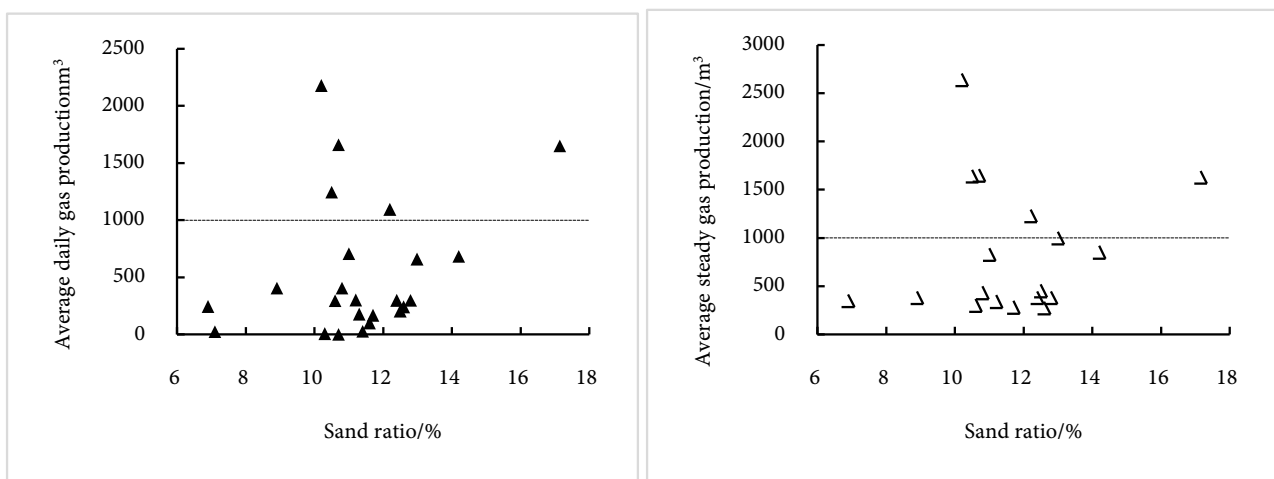 Average daily gas productionnm³
2500
2000
1500
1000
500
0
6 8 10 12 14 16 18
Sand ratio/%
Average steady gas production/m³
3000
2500
2000
1500
1000
500
0
6 8 10 12 14 16 18
Sand ratio/%